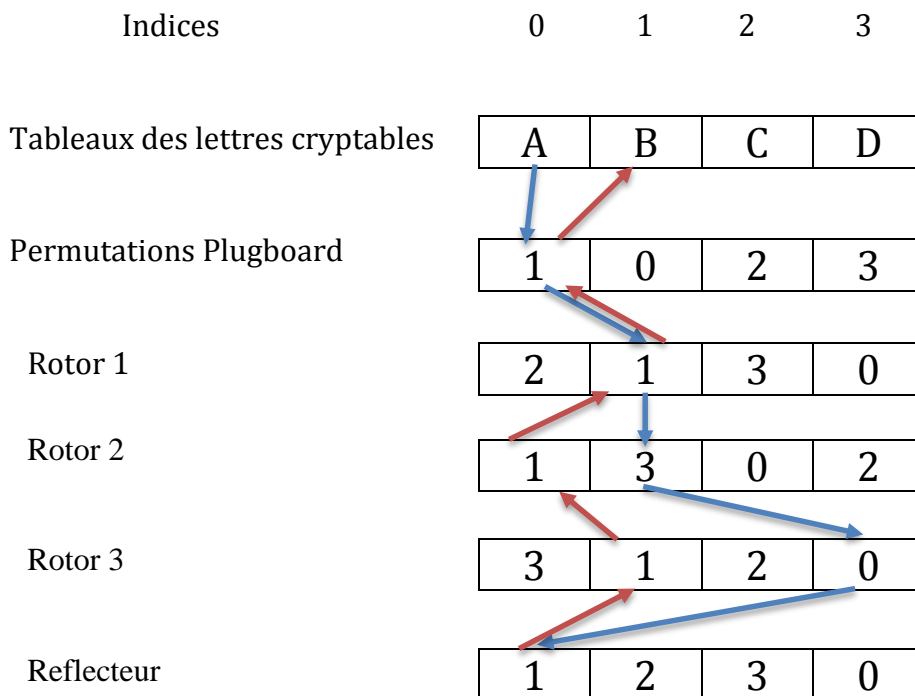 Indices 0 1 2 3
Tableaux des lettres cryptables A B C D
Permutations Plugboard 1 0 2 3
Rotor 1 2 1 3 0
Rotor 2 1 3 0 2
Rotor 3 3 1 2 0
Reflecteur 1 2 3 0